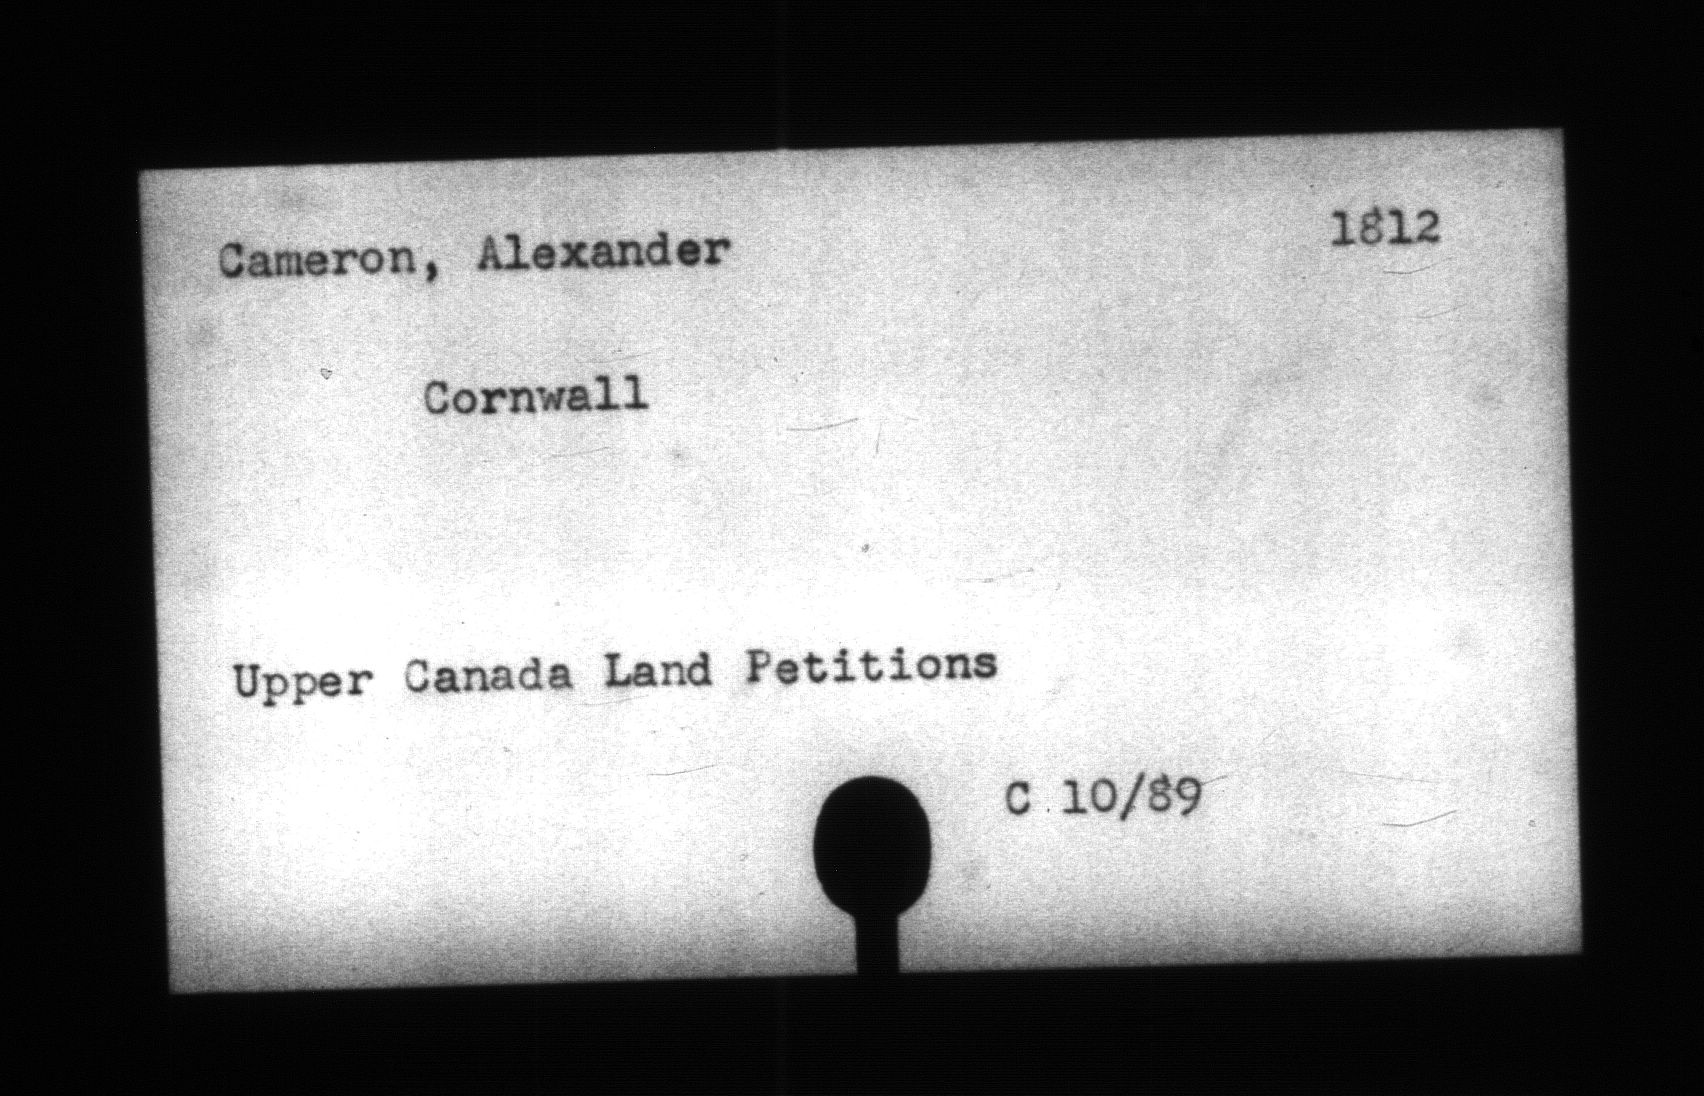 Cameron, Alexander 1812
Cornwall
Upper Canada Land Petitions
C 10/89